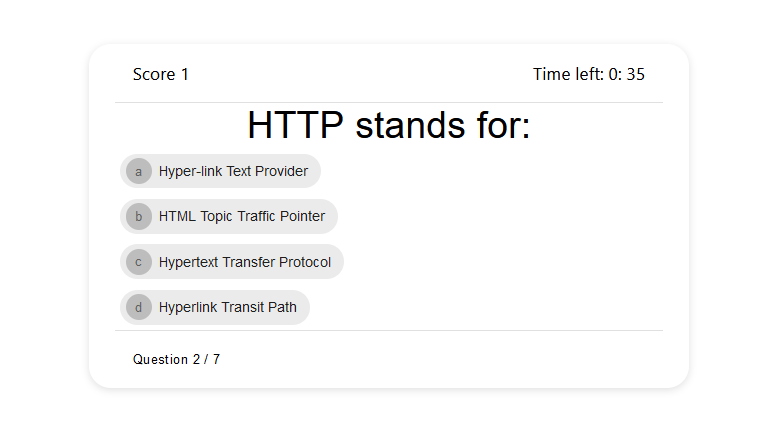 Score 1
Time left: 0: 35
HTTP stands for:
a Hyper-link Text Provider
b HTML Topic Traffic Pointer
c Hypertext Transfer Protocol
d Hyperlink Transit Path
Question 2 / 7